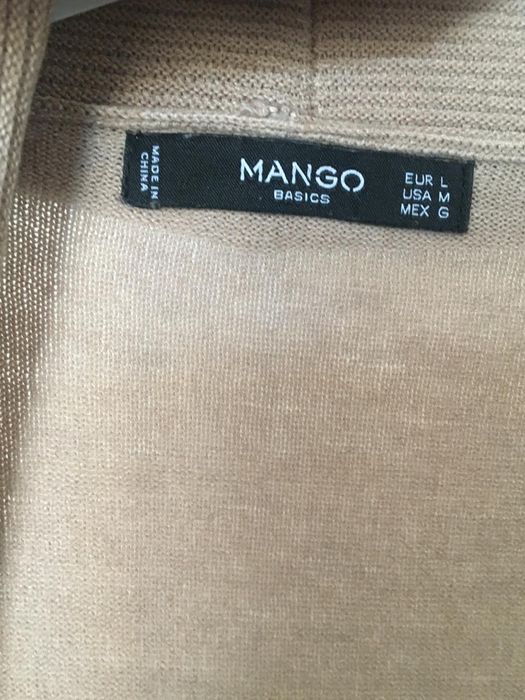 MADE IN
CHINA
MANGO
BASICS
EUR L
USA M
MEX G